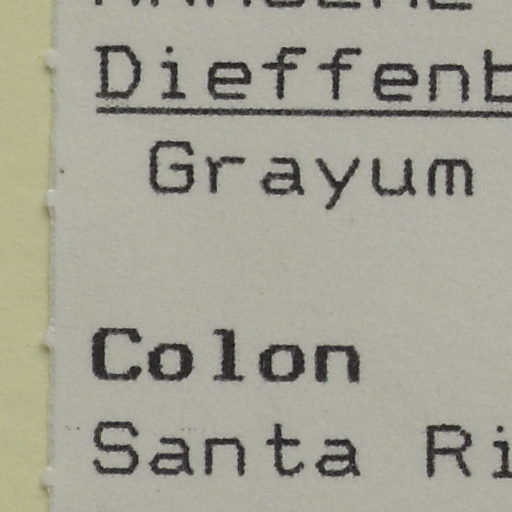 Dieffenb
Grayum
Colon
Santa Ri